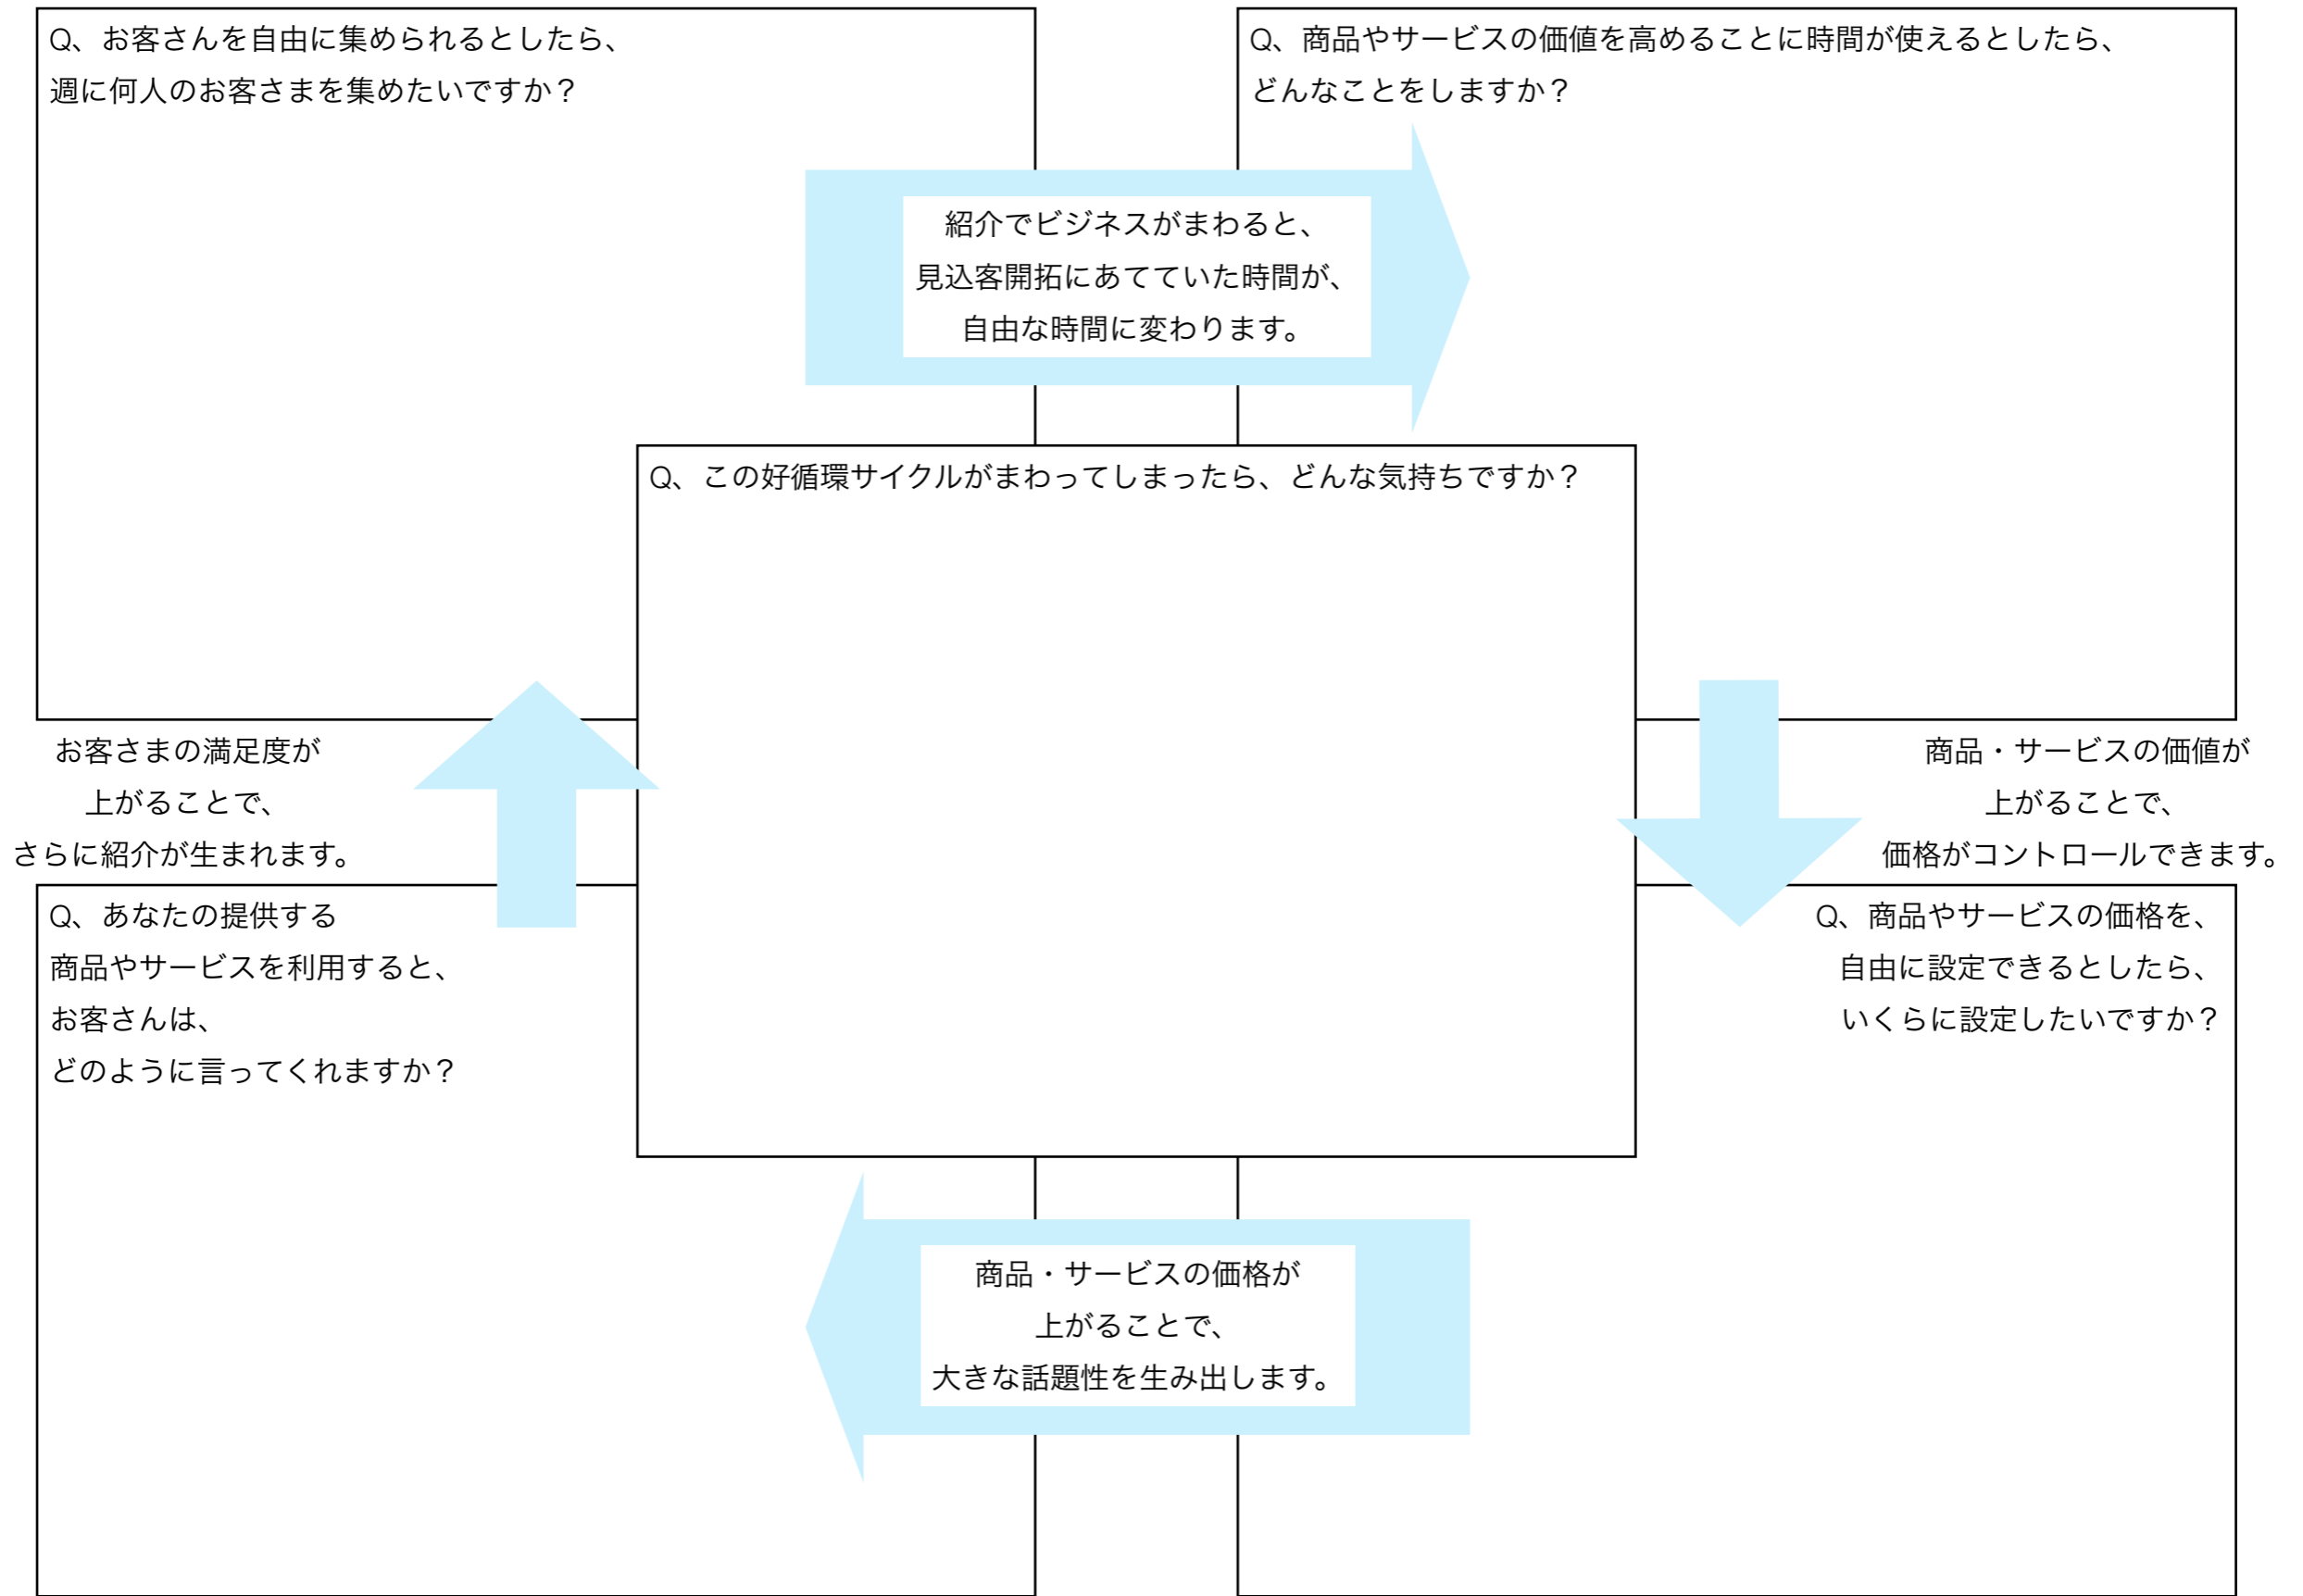 Q、お客さんを自由に集められるとしたら、
週に何人のお客さまを集めたいですか？
Q、商品やサービスの価値を高めることに時間が使えるとしたら、
どんなことをしますか？
紹介でビジネスがまわると、
見込客開拓にあてていた時間が、
自由な時間に変わります。
Q、この好循環サイクルがまわってしまったら、どんな気持ちですか？
お客さまの満足度が
上がることで、
さらに紹介が生まれます。
商品・サービスの価値が
上がることで、
価格がコントロールできます。
Q、あなたの提供する
商品やサービスを利用すると、
お客さんは、
どのように言ってくれますか？
Q、商品やサービスの価格を、
自由に設定できるとしたら、
いくらに設定したいですか？
商品・サービスの価格が
上がることで、
大きな話題性を生み出します。